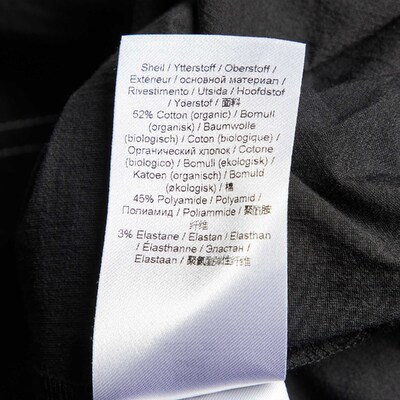 Shell / Ytterstoff / Oberstoff /
Extérieur / основной материал /
Rivestimento / Utsida / Hoofdstof
/ Yderstof / 面料
52% Cotton (organic) / Bomull
(organisk) / Baumwolle
(biologisch) / Coton (biologique) /
Органический хлопок / Cotone
(biologico) / Bomull (ekologisk) /
Katoen (organisch) / Bomuld
(økologisk) / 棉
45% Polyamide / Polyamid /
Полиамид / Poliammide / 聚酰胺
纤维
3% Elastane / Elastan / Elasthan
/ Élasthanne / Эластан /
Elastaan / 聚氨酯弹性纤维